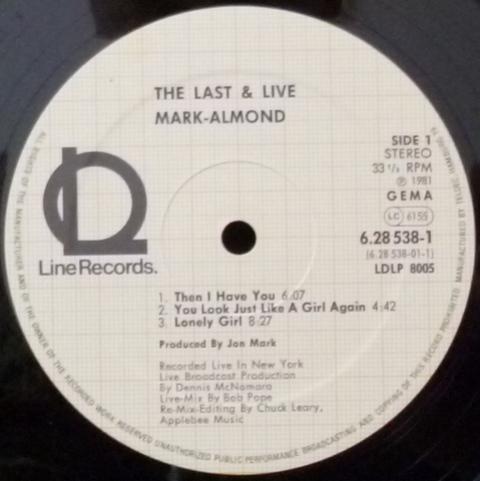 THE LAST & LIVE
MARK-ALMOND
SIDE 1
STEREO
33 1/3 RPM
℗ 1981
GEMA
LC 6155
6.28 538-1
(6.28 538-01-1)
LDLP 8005
Line Records.
1. Then I Have You 6:07
2. You Look Just Like A Girl Again 4:42
3. Lonely Girl 8:27
Produced By Jon Mark
Recorded Live In New York
Live Broadcast Production
By Dennis McNamara
Live-Mix By Bob Pope
Re-Mix-Editing By Chuck Leary,
Applebee Music
ALL RIGHTS OF THE MANUFACTURER AND OF THE OWNER OF THE RECORDED WORK RESERVED UNAUTHORIZED PUBLIC PERFORMANCE BROADCASTING AND COPYING OF THIS RECORD PROHIBITED MANUFACTURED BY TELDEC HAMBURG 19